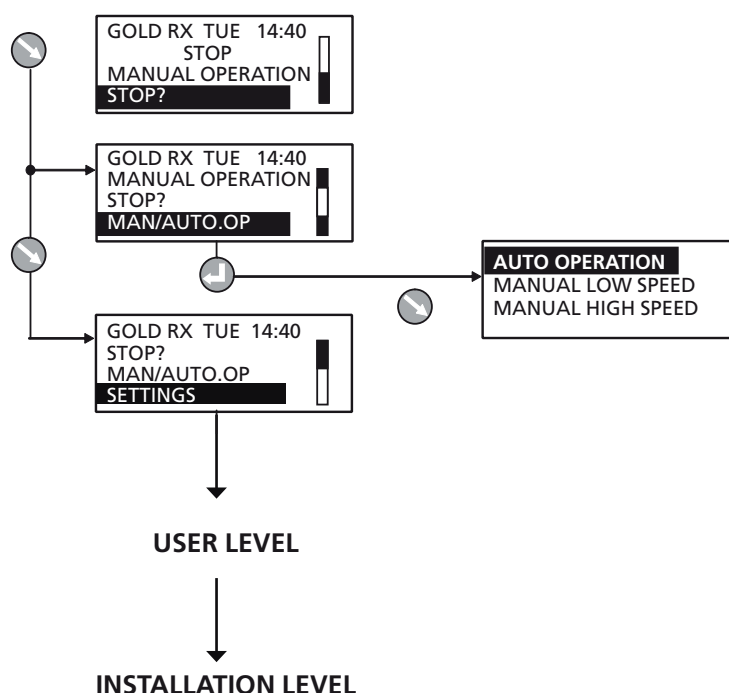 GOLD RX TUE 14:40
STOP
MANUAL OPERATION
STOP?
GOLD RX TUE 14:40
MANUAL OPERATION
STOP?
MAN/AUTO.OP
AUTO OPERATION
MANUAL LOW SPEED
MANUAL HIGH SPEED
GOLD RX TUE 14:40
STOP?
MAN/AUTO.OP
SETTINGS
USER LEVEL
INSTALLATION LEVEL